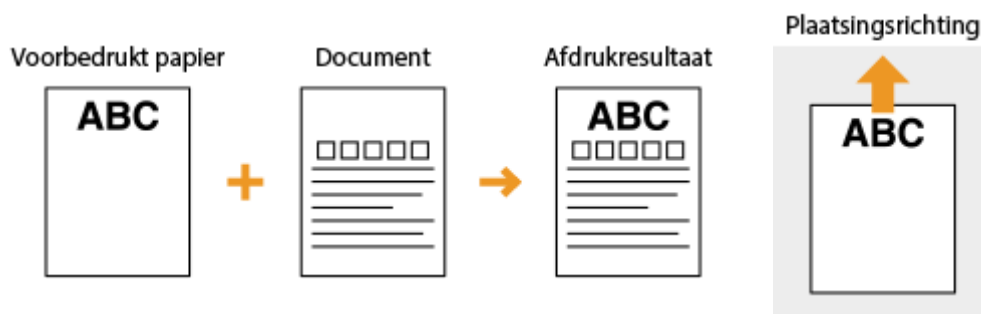 Voorbedrukt papier
Document
Afdrukresultaat
Plaatsingsrichting
ABC
ABC
ABC